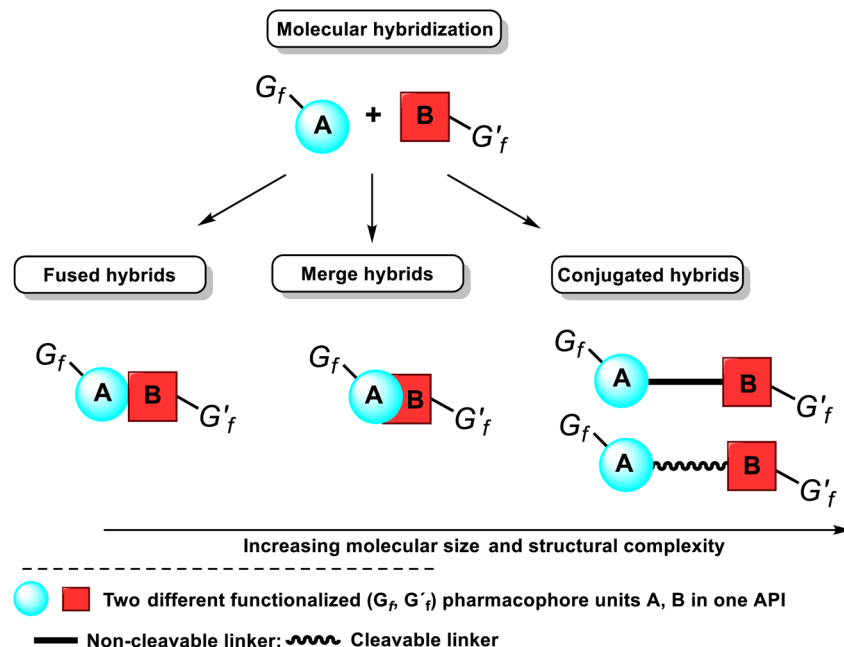 Molecular hybridization
Gf
A
+
B
G'f
Fused hybrids
Merge hybrids
Conjugated hybrids
Gf
A
B
G'f
Gf
A
B
G'f
Gf
A
B
G'f
Gf
A
B
G'f
Increasing molecular size and structural complexity
Two different functionalized (Gf, G´f) pharmacophore units A, B in one API
Non-cleavable linker; Cleavable linker